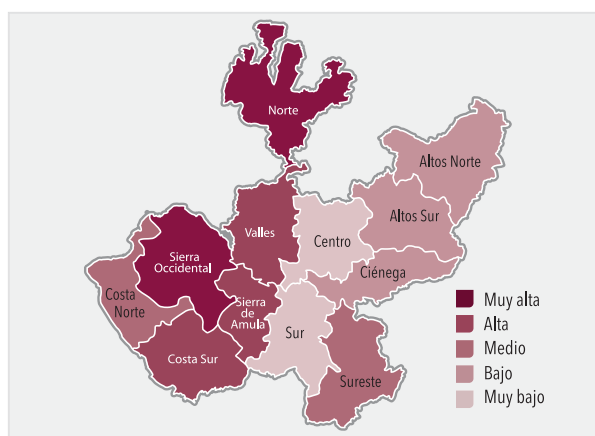 Norte
Altos Norte
Altos Sur
Valles
Centro
Sierra
Occidental
Ciénega
Costa
Norte
Sierra
de
Amula
Sur
Costa Sur
Sureste
Muy alta
Alta
Medio
Bajo
Muy bajo